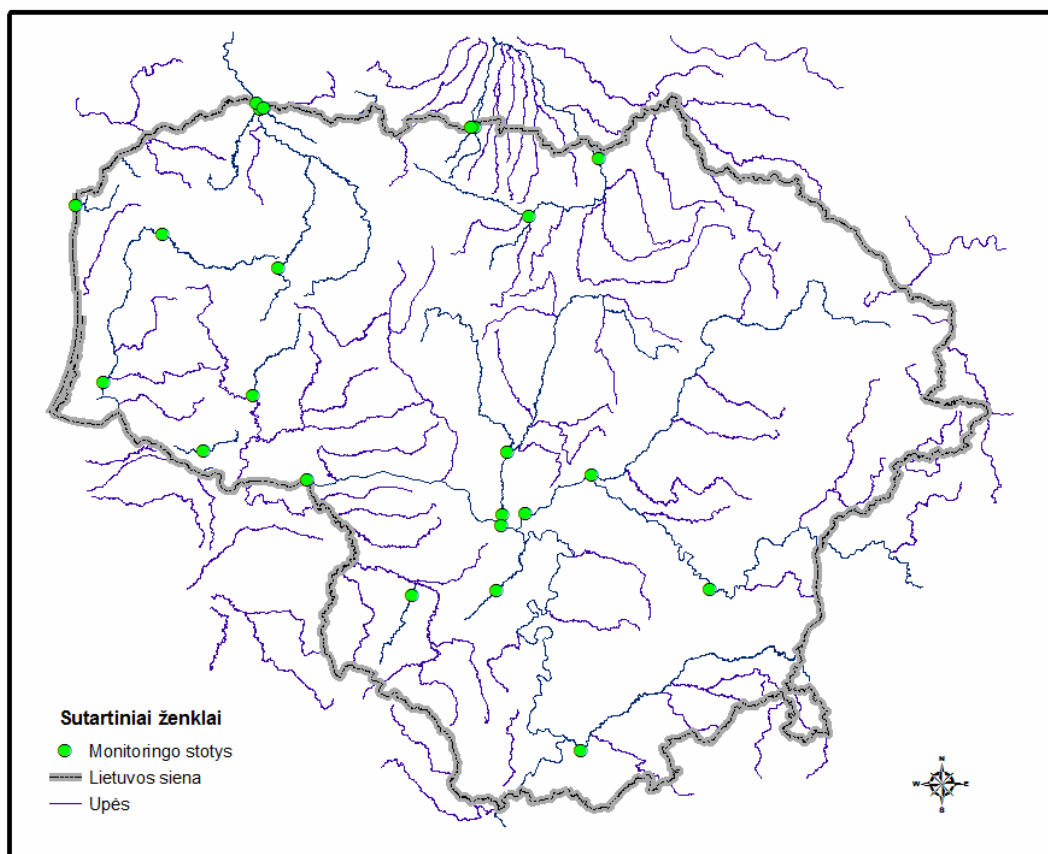 Sutartiniai ženklai
Monitoringo stotys
Lietuvos siena
Upės
N
W E
S